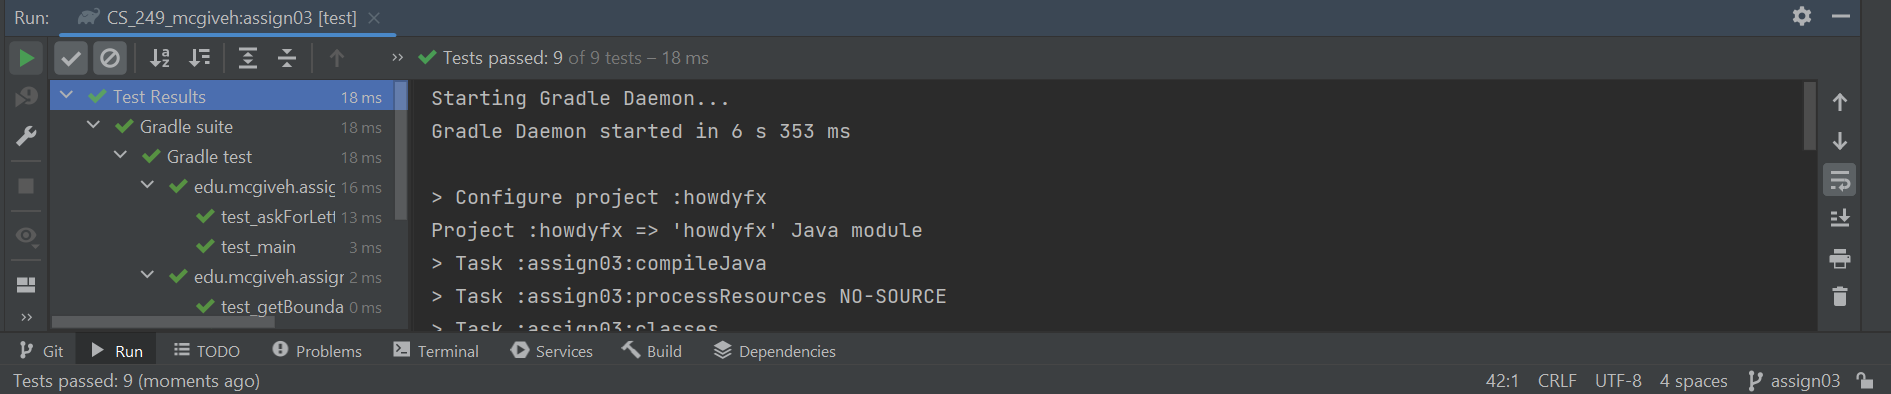 Run: CS_249_mcgiveh:assign03 [test]
Tests passed: 9 of 9 tests – 18 ms
Test Results 18 ms
Gradle suite 18 ms
Gradle test 18 ms
edu.mcgiveh.assig 16 ms
test_askForLett 13 ms
test_main 3 ms
edu.mcgiveh.assign 2 ms
test_getBounda 0 ms
Starting Gradle Daemon...
Gradle Daemon started in 6 s 353 ms
> Configure project :howdyfx
Project :howdyfx => 'howdyfx' Java module
> Task :assign03:compileJava
> Task :assign03:processResources NO-SOURCE
> Task :assign03:classes
Git Run TODO Problems Terminal Services Build Dependencies
Tests passed: 9 (moments ago) 42:1 CRLF UTF-8 4 spaces assign03